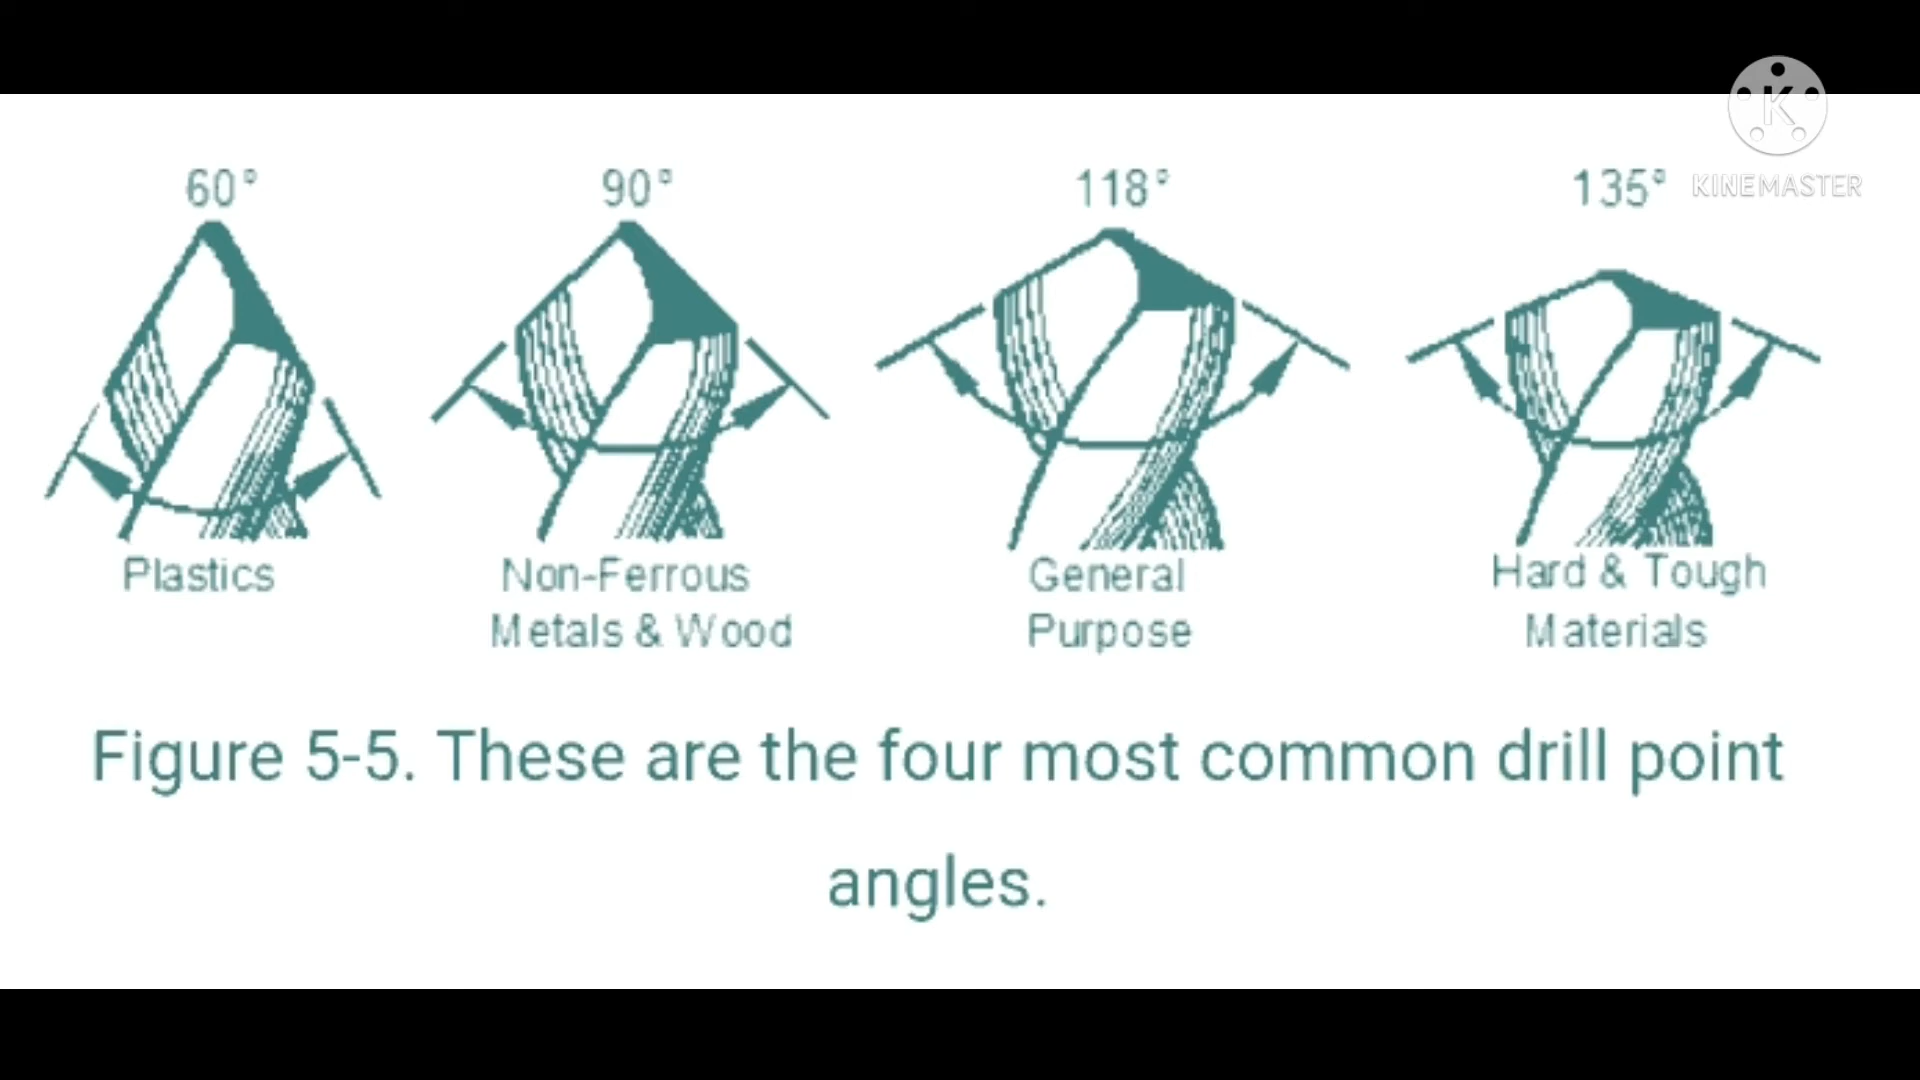 60° 90° 118° 135°
K
KINEMASTER
Plastics
Non-Ferrous
Metals & Wood
General
Purpose
Hard & Tough
Materials
Figure 5-5. These are the four most common drill point
angles.